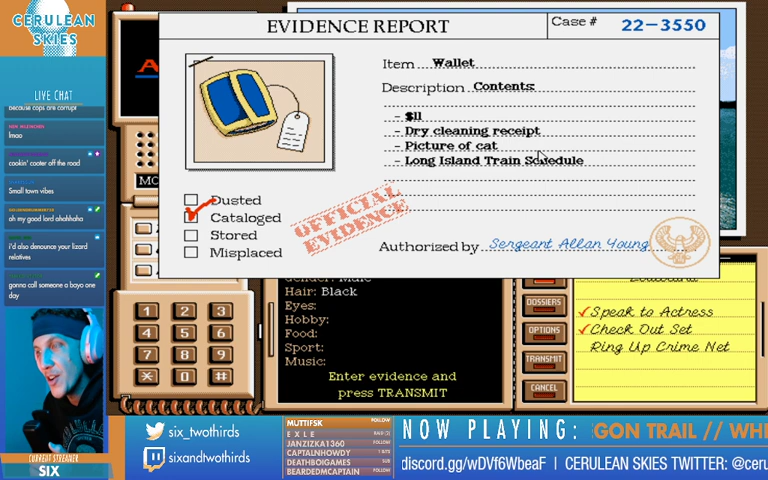 CERULEAN
SKIES
LIVE CHAT
Because cops are corrupt
lmao
cookin' cooter off the road
Small town vibes
oh my good lord ahahhaha
i'd also denounce your lizard
relatives
gonna call someone a bayo one
day
CURRENT STREAMER
SIX
EVIDENCE REPORT
Case #
22-3550
Item Wallet
Description Contents:
- $11
- Dry cleaning receipt
- Picture of cat
- Long Island Train Schedule
Dusted
Cataloged
Stored
Misplaced
OFFICIAL
EVIDENCE
Authorized by Sergeant Allan Young
MO
1 2 3
4 5 6
7 8 9
* 0 #
Hair: Black
Eyes:
Hobby:
Food:
Sport:
Music:
Enter evidence and
press TRANSMIT
DOSSIERS
OPTIONS
TRANSMIT
CANCEL
Speak to Actress
Check Out Set
Ring Up Crime Net
six_twothirds
sixandtwothirds
MUTTIFSK FOLLOW
EXLE
JANZIZKA1360 FOLLOW
CAPTAINHOWDY
DEATHBOIGAMES SUB
BEARDEDMCAPTAIN FOLLOW
NOW PLAYING:
GON TRAIL // WH
discord.gg/wDVf6WbeaF | CERULEAN SKIES TWITTER: @ceru